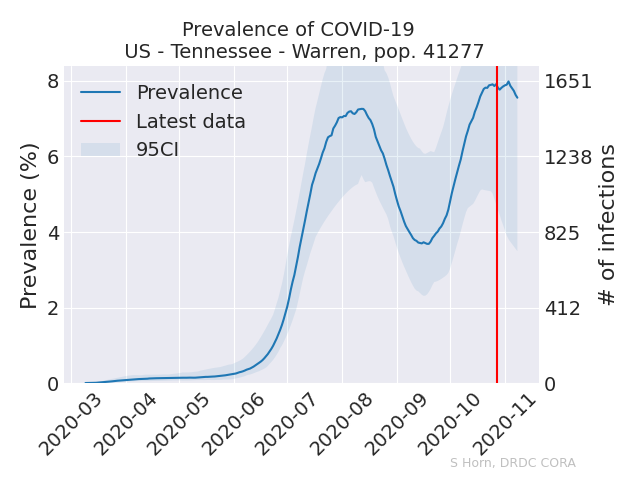 Prevalence of COVID-19
US - Tennessee - Warren, pop. 41277
Prevalence
Latest data
95CI
Prevalence (%)
8
6
4
2
0
1651
1238
825
412
0
# of infections
2020-03
2020-04
2020-05
2020-06
2020-07
2020-08
2020-09
2020-10
2020-11
S Horn, DRDC CORA